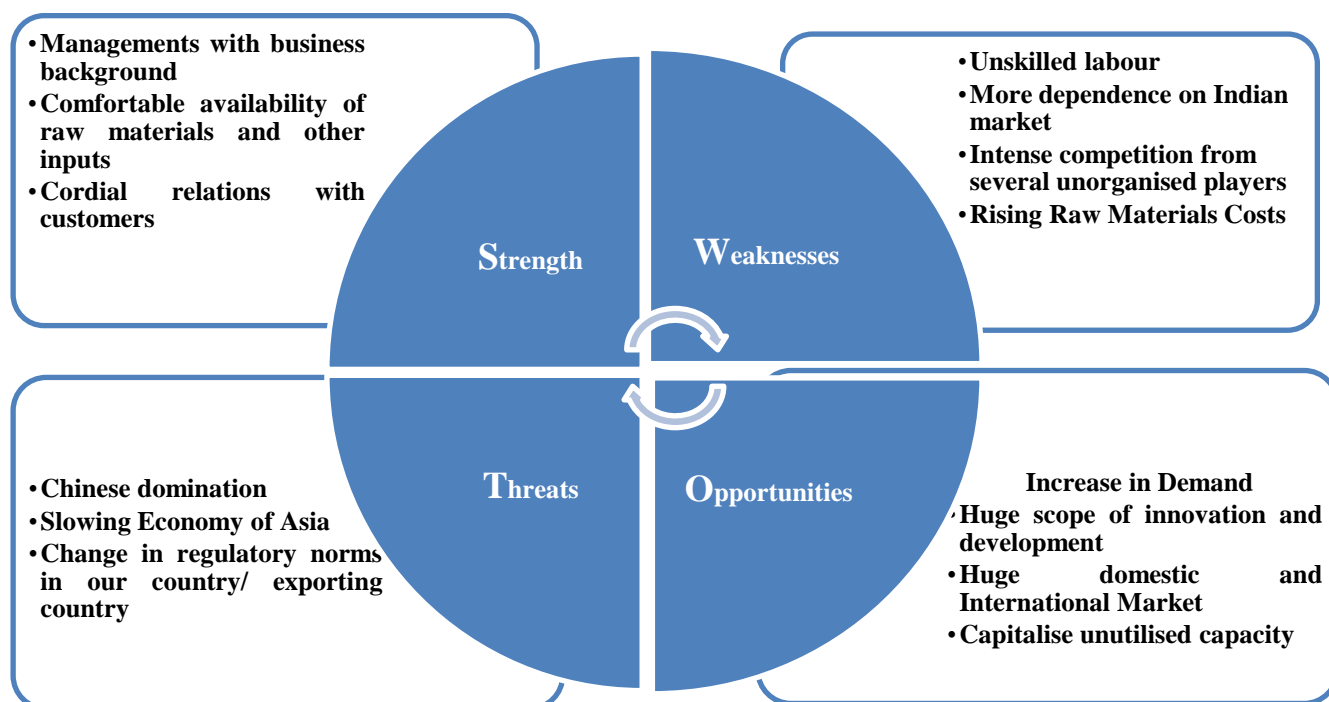 •Managements with business
background
•Comfortable availability of
raw materials and other
inputs
•Cordial relations with
customers
Strength
•Unskilled labour
•More dependence on Indian
market
•Intense competition from
several unorganised players
•Rising Raw Materials Costs
Weaknesses
•Chinese domination
•Slowing Economy of Asia
•Change in regulatory norms
in our country/ exporting
country
Threats
Opportunities
Increase in Demand
•Huge scope of innovation and
development
•Huge domestic and
International Market
•Capitalise unutilised capacity